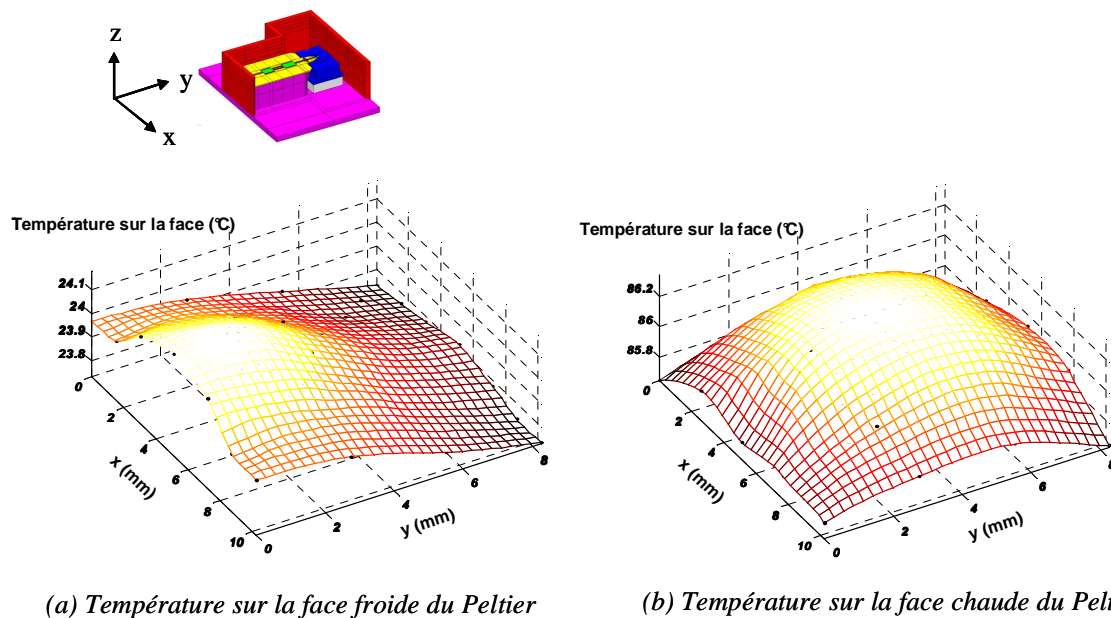 z
y
x
Température sur la face (°C)
24.1
24
23.9
23.8
0
2
4
6
8
10
x (mm)
0
2
4
6
8
y (mm)
Température sur la face (°C)
86.2
86
85.8
0
2
4
6
8
10
x (mm)
0
2
4
6
8
y (mm)
(a) Température sur la face froide du Peltier
(b) Température sur la face chaude du Pelt